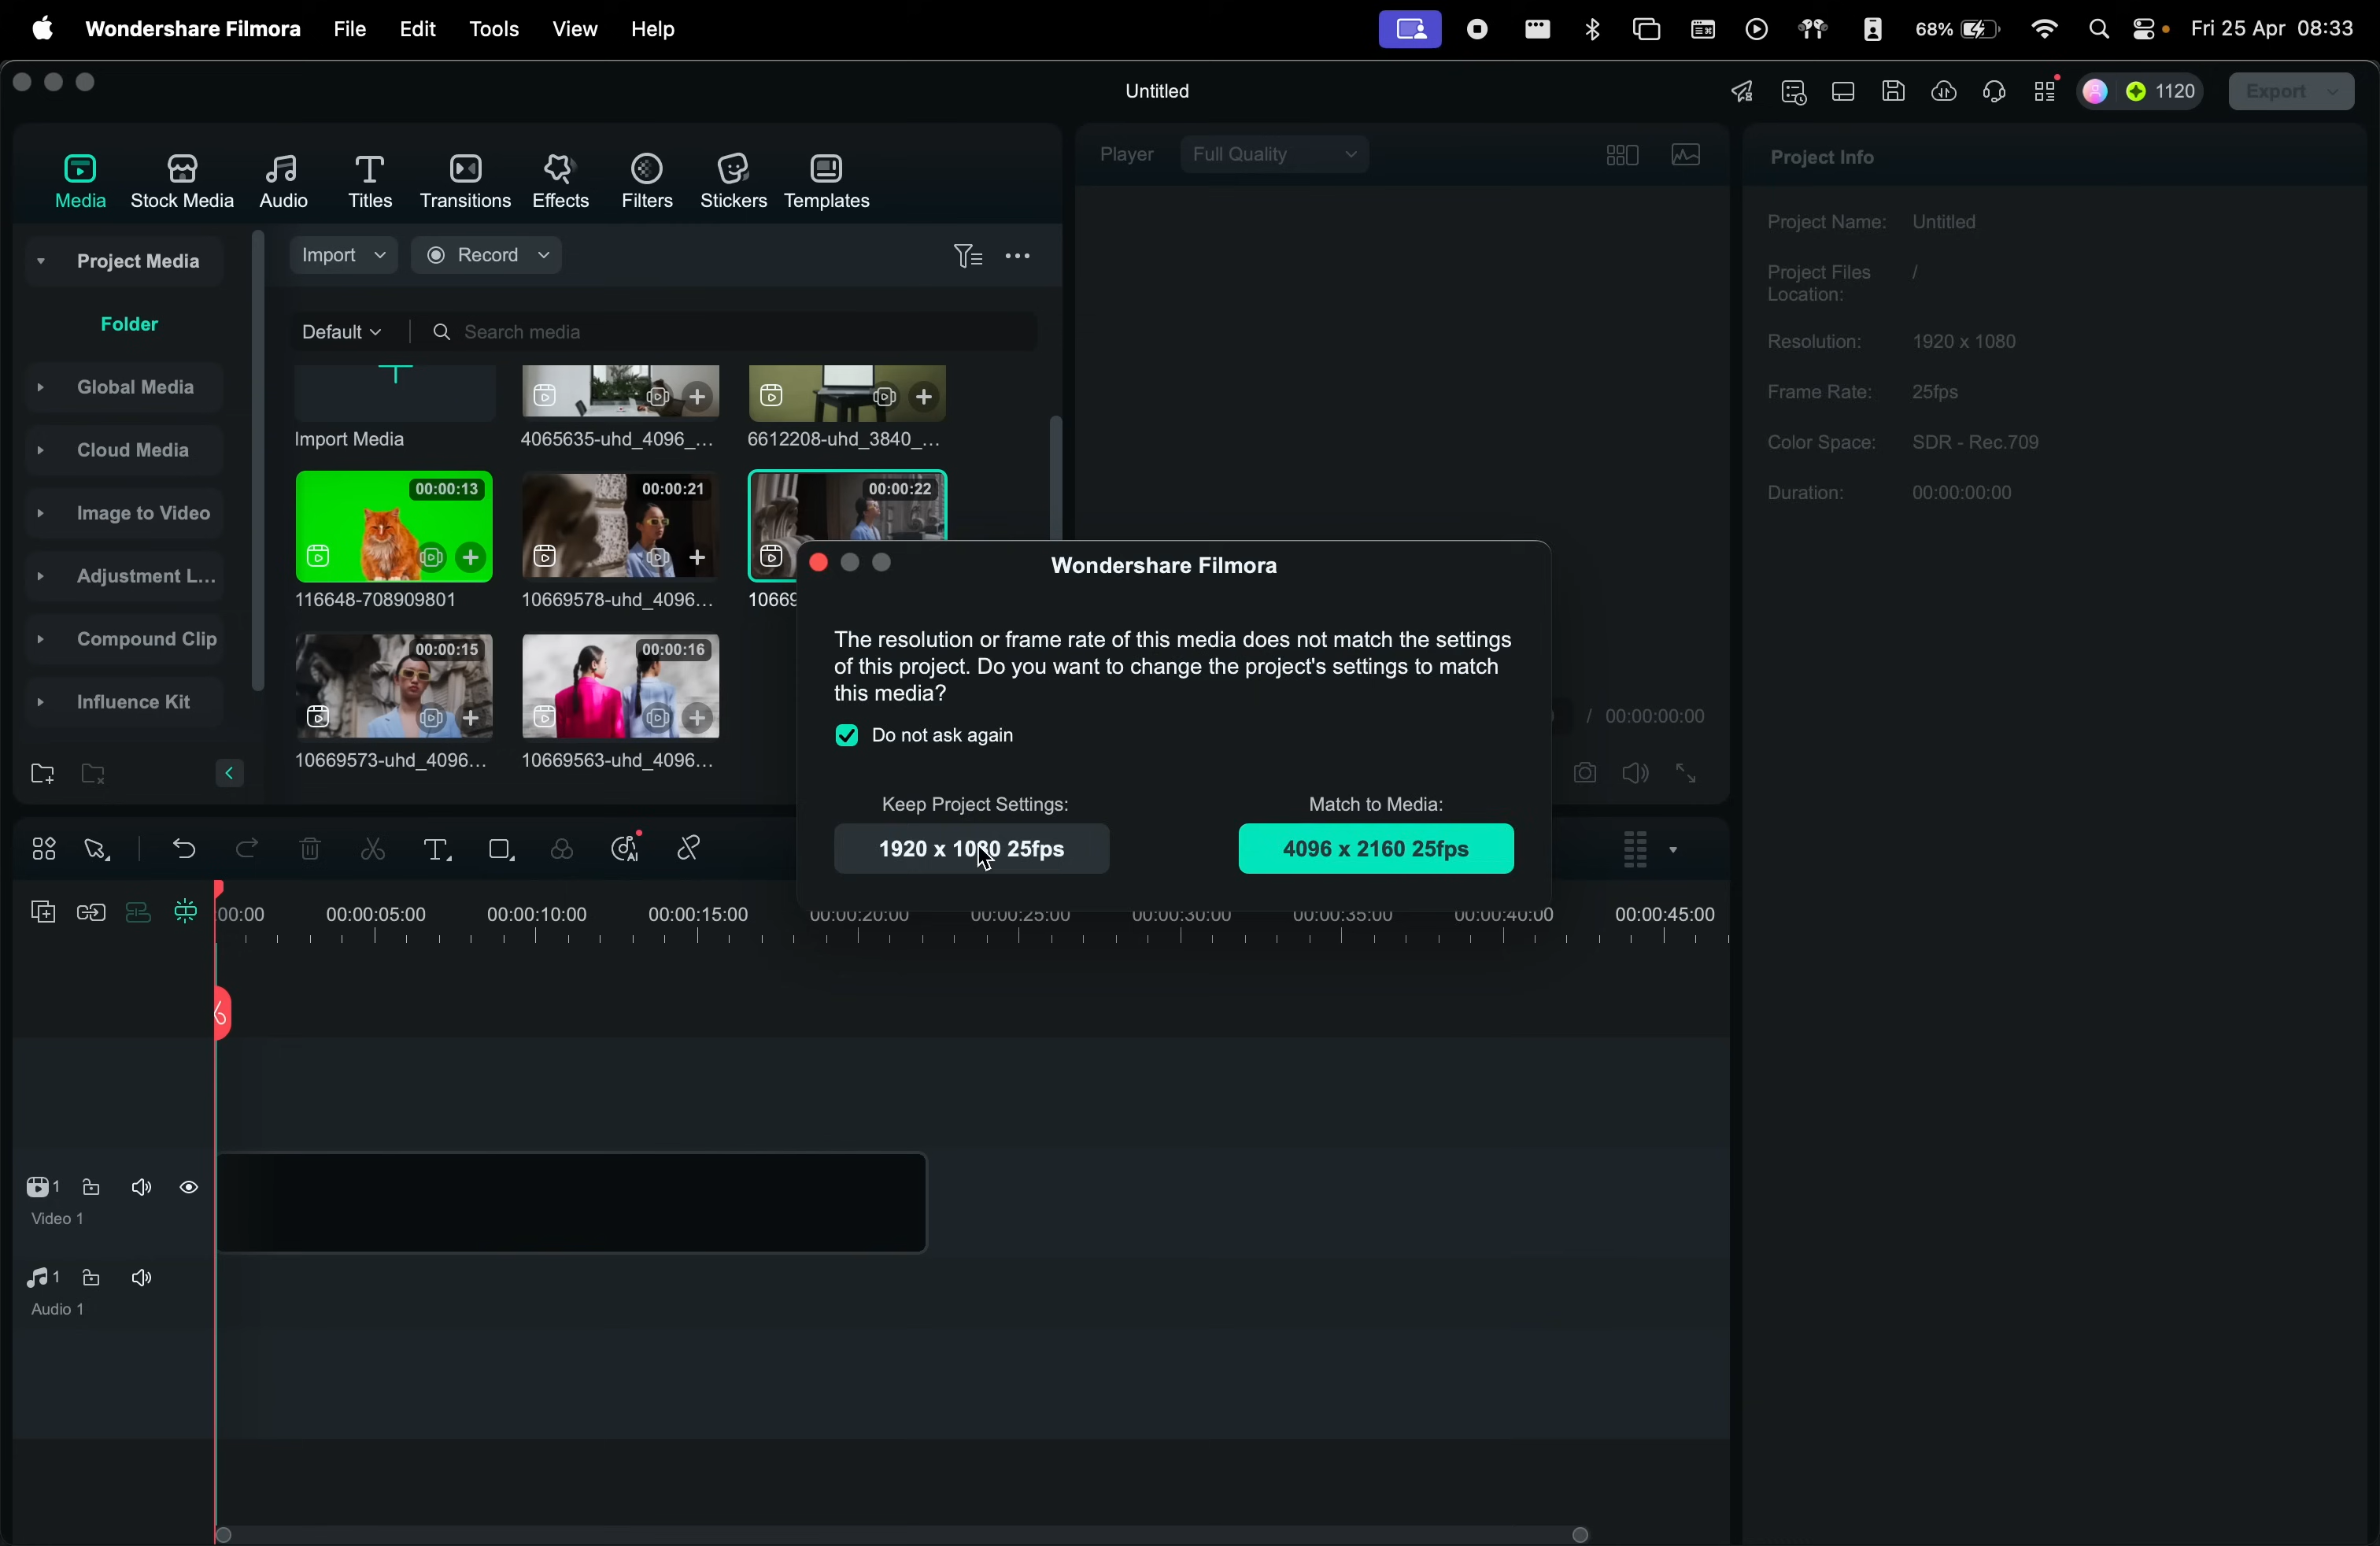 Wondershare Filmora File Edit Tools View Help 68% Fri 25 Apr 08:33
Untitled 1120 Export
Media Stock Media Audio Titles Transitions Effects Filters Stickers Templates
Player Full Quality
Project Info
Project Media
Folder
Global Media
Cloud Media
Image to Video
Adjustment L...
Compound Clip
Influence Kit
Import Record
Default Search media
Import Media 4065635-uhd_4096_... 6612208-uhd_3840_...
00:00:13 00:00:21 00:00:22
116648-708909801 10669578-uhd_4096... 10669
00:00:15 00:00:16
10669573-uhd_4096... 10669563-uhd_4096...
Project Name: Untitled
Project Files /
Location:
Resolution: 1920 x 1080
Frame Rate: 25fps
Color Space: SDR - Rec.709
Duration: 00:00:00:00
/ 00:00:00:00
Wondershare Filmora
The resolution or frame rate of this media does not match the settings
of this project. Do you want to change the project's settings to match
this media?
Do not ask again
Keep Project Settings: Match to Media:
1920 x 1080 25fps 4096 x 2160 25fps
AI
:00:00 00:00:05:00 00:00:10:00 00:00:15:00 00:00:20:00 00:00:25:00 00:00:30:00 00:00:35:00 00:00:40:00 00:00:45:00
1
Video 1
1
Audio 1